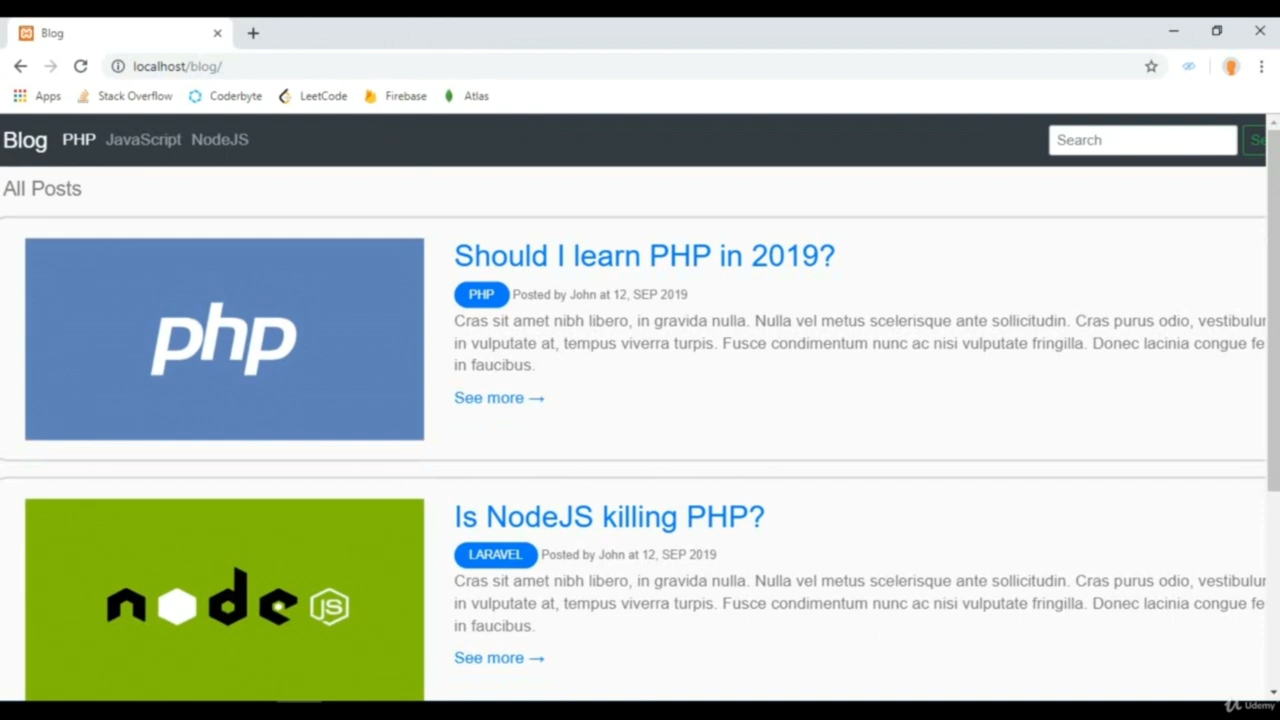 Blog
localhost/blog/
Apps Stack Overflow Coderbyte LeetCode Firebase Atlas
Blog PHP JavaScript NodeJS Search
All Posts
php
Should I learn PHP in 2019?
PHP Posted by John at 12, SEP 2019
Cras sit amet nibh libero, in gravida nulla. Nulla vel metus scelerisque ante sollicitudin. Cras purus odio, vestibulur
in vulputate at, tempus viverra turpis. Fusce condimentum nunc ac nisi vulputate fringilla. Donec lacinia congue fe
in faucibus.
See more →
node JS
Is NodeJS killing PHP?
LARAVEL Posted by John at 12, SEP 2019
Cras sit amet nibh libero, in gravida nulla. Nulla vel metus scelerisque ante sollicitudin. Cras purus odio, vestibulur
in vulputate at, tempus viverra turpis. Fusce condimentum nunc ac nisi vulputate fringilla. Donec lacinia congue fe
in faucibus.
See more →
Udemy